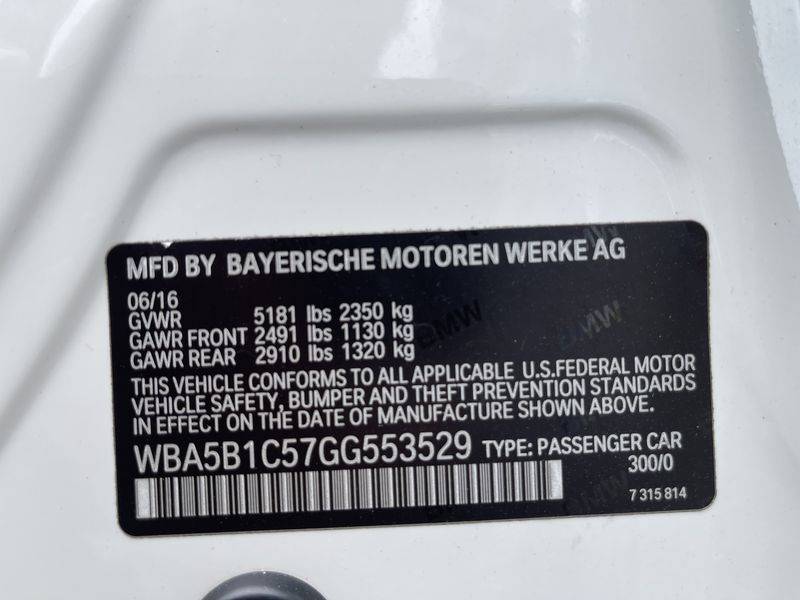 MFD BY BAYERISCHE MOTOREN WERKE AG
06/16
GVWR 5181 lbs 2350 kg
GAWR FRONT 2491 lbs 1130 kg
GAWR REAR 2910 lbs 1320 kg
THIS VEHICLE CONFORMS TO ALL APPLICABLE U.S.FEDERAL MOTOR
VEHICLE SAFETY, BUMPER AND THEFT PREVENTION STANDARDS
IN EFFECT ON THE DATE OF MANUFACTURE SHOWN ABOVE.
WBA5B1C57GG553529 TYPE: PASSENGER CAR
300/0
7 315 814
BMW
BMW
BMW